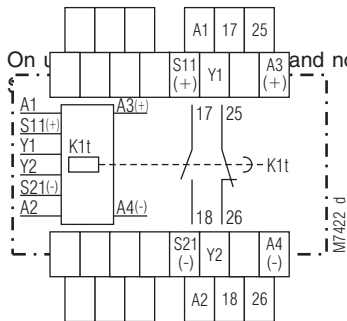 A1 17 25
On u and no
S11 (+) Y1 A3 (+)
A1 A3(+)
S11(+)
Y1 K1t
Y2
S21(-)
A2 A4(-)
17 25
K1t
18 26
S21 (-) Y2 A4 (-)
A2 18 26
M7422 d